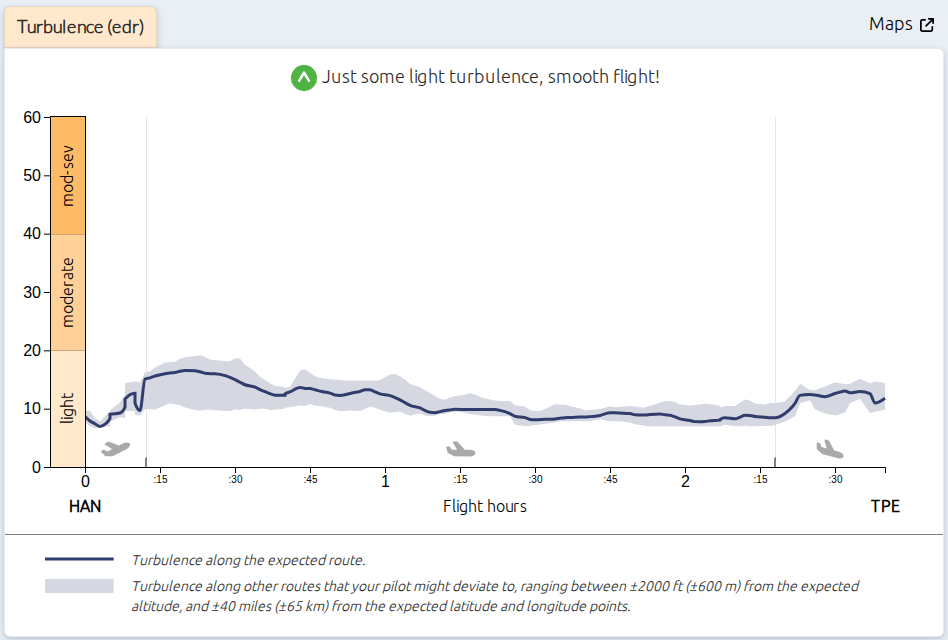 Turbulence (edr)
Maps
Just some light turbulence, smooth flight!
60
50
40
30
20
10
0
mod-sev
moderate
light
0 :15 :30 :45 1 :15 :30 :45 2 :15 :30
HAN Flight hours TPE
Turbulence along the expected route.
Turbulence along other routes that your pilot might deviate to, ranging between ±2000 ft (±600 m) from the expected
altitude, and ±40 miles (±65 km) from the expected latitude and longitude points.